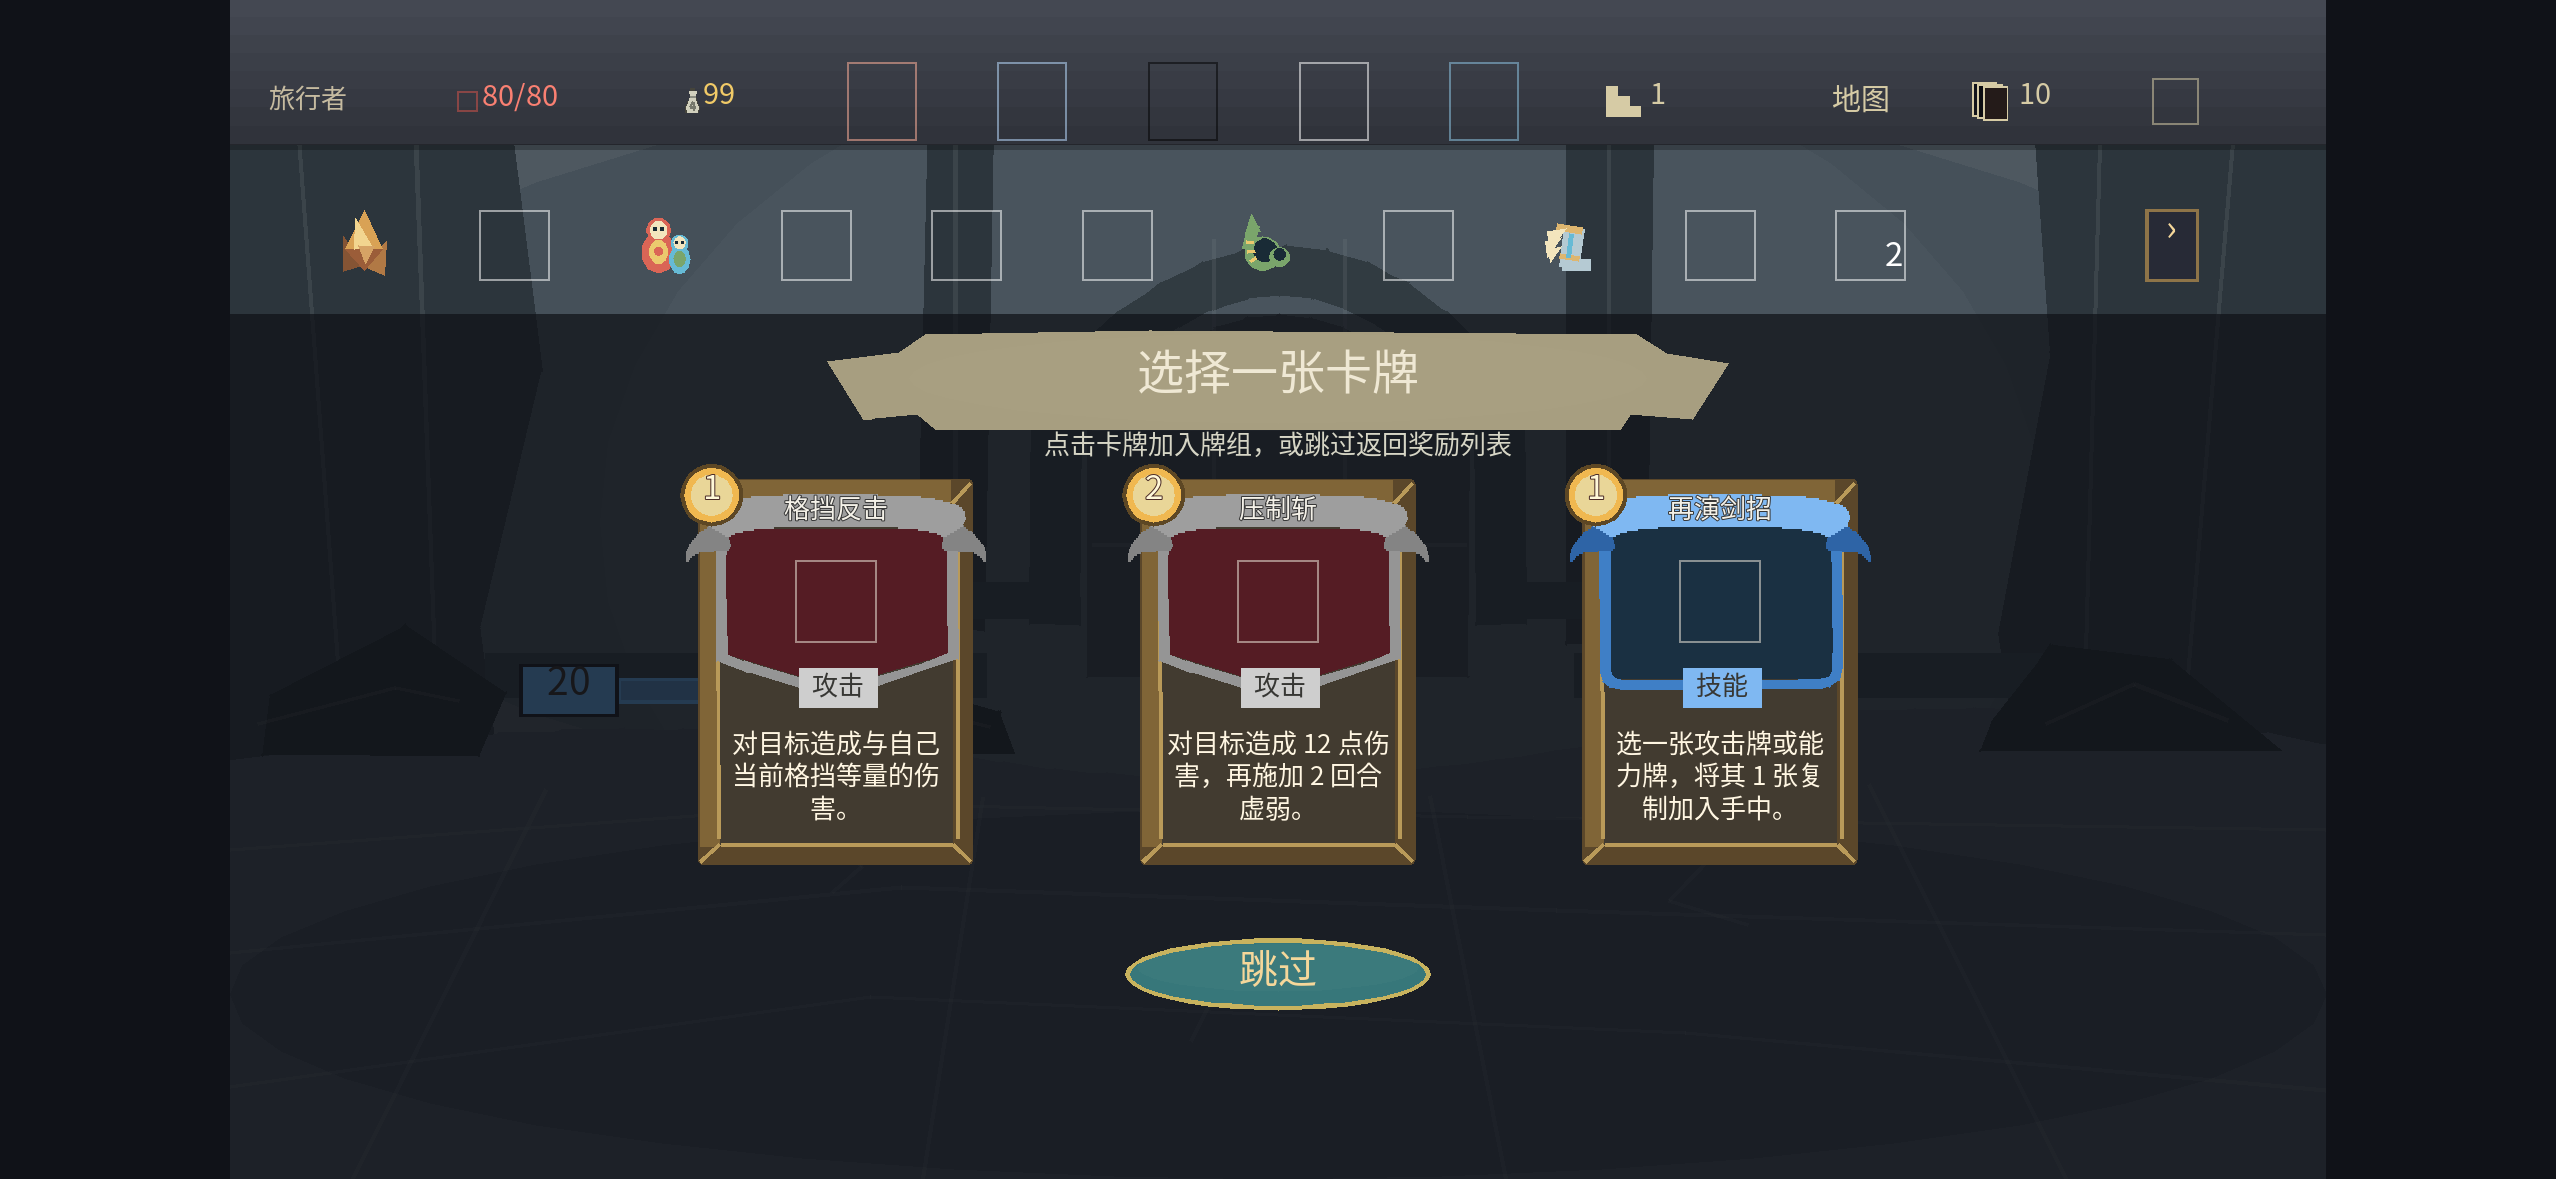 旅行者 80/80 99 1 地图 10
2 ›
选择一张卡牌
点击卡牌加入牌组，或跳过返回奖励列表
1 格挡反击
攻击
对目标造成与自己
当前格挡等量的伤
害。
2 压制斩
攻击
对目标造成 12 点伤
害，再施加 2 回合
虚弱。
1 再演剑招
技能
选一张攻击牌或能
力牌，将其 1 张复
制加入手中。
20
跳过